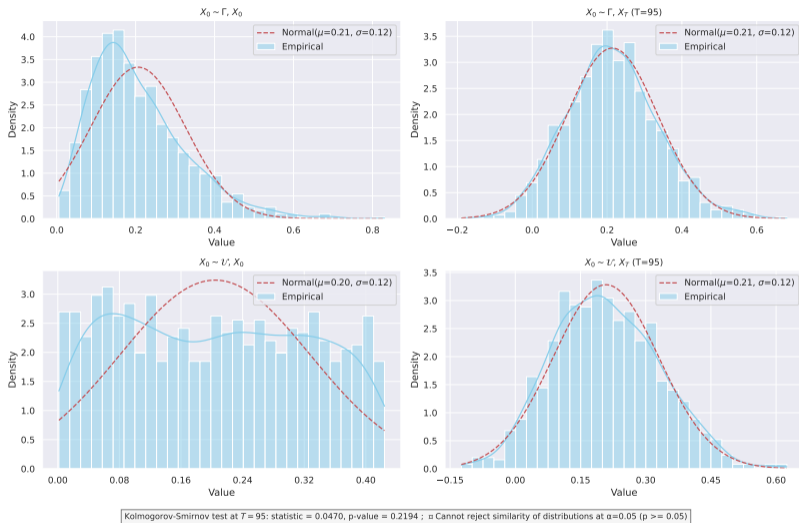 X₀ ~ Γ, X₀
X₀ ~ Γ, X_T (T=95)
Density
4.0
3.5
3.0
2.5
2.0
1.5
1.0
0.5
0.0
Normal(μ=0.21, σ=0.12)
Empirical
0.0 0.2 0.4 0.6 0.8
Value
Density
3.5
3.0
2.5
2.0
1.5
1.0
0.5
0.0
Normal(μ=0.21, σ=0.12)
Empirical
−0.2 0.0 0.2 0.4 0.6
Value
X₀ ~ 𝒰, X₀
X₀ ~ 𝒰, X_T (T=95)
Density
3.0
2.5
2.0
1.5
1.0
0.5
0.0
Normal(μ=0.20, σ=0.12)
Empirical
0.00 0.08 0.16 0.24 0.32 0.40
Value
Density
3.5
3.0
2.5
2.0
1.5
1.0
0.5
0.0
Normal(μ=0.21, σ=0.12)
Empirical
−0.15 0.00 0.15 0.30 0.45 0.60
Value
Kolmogorov-Smirnov test at T = 95: statistic = 0.0470, p-value = 0.2194 ; Cannot reject similarity of distributions at α=0.05 (p >= 0.05)